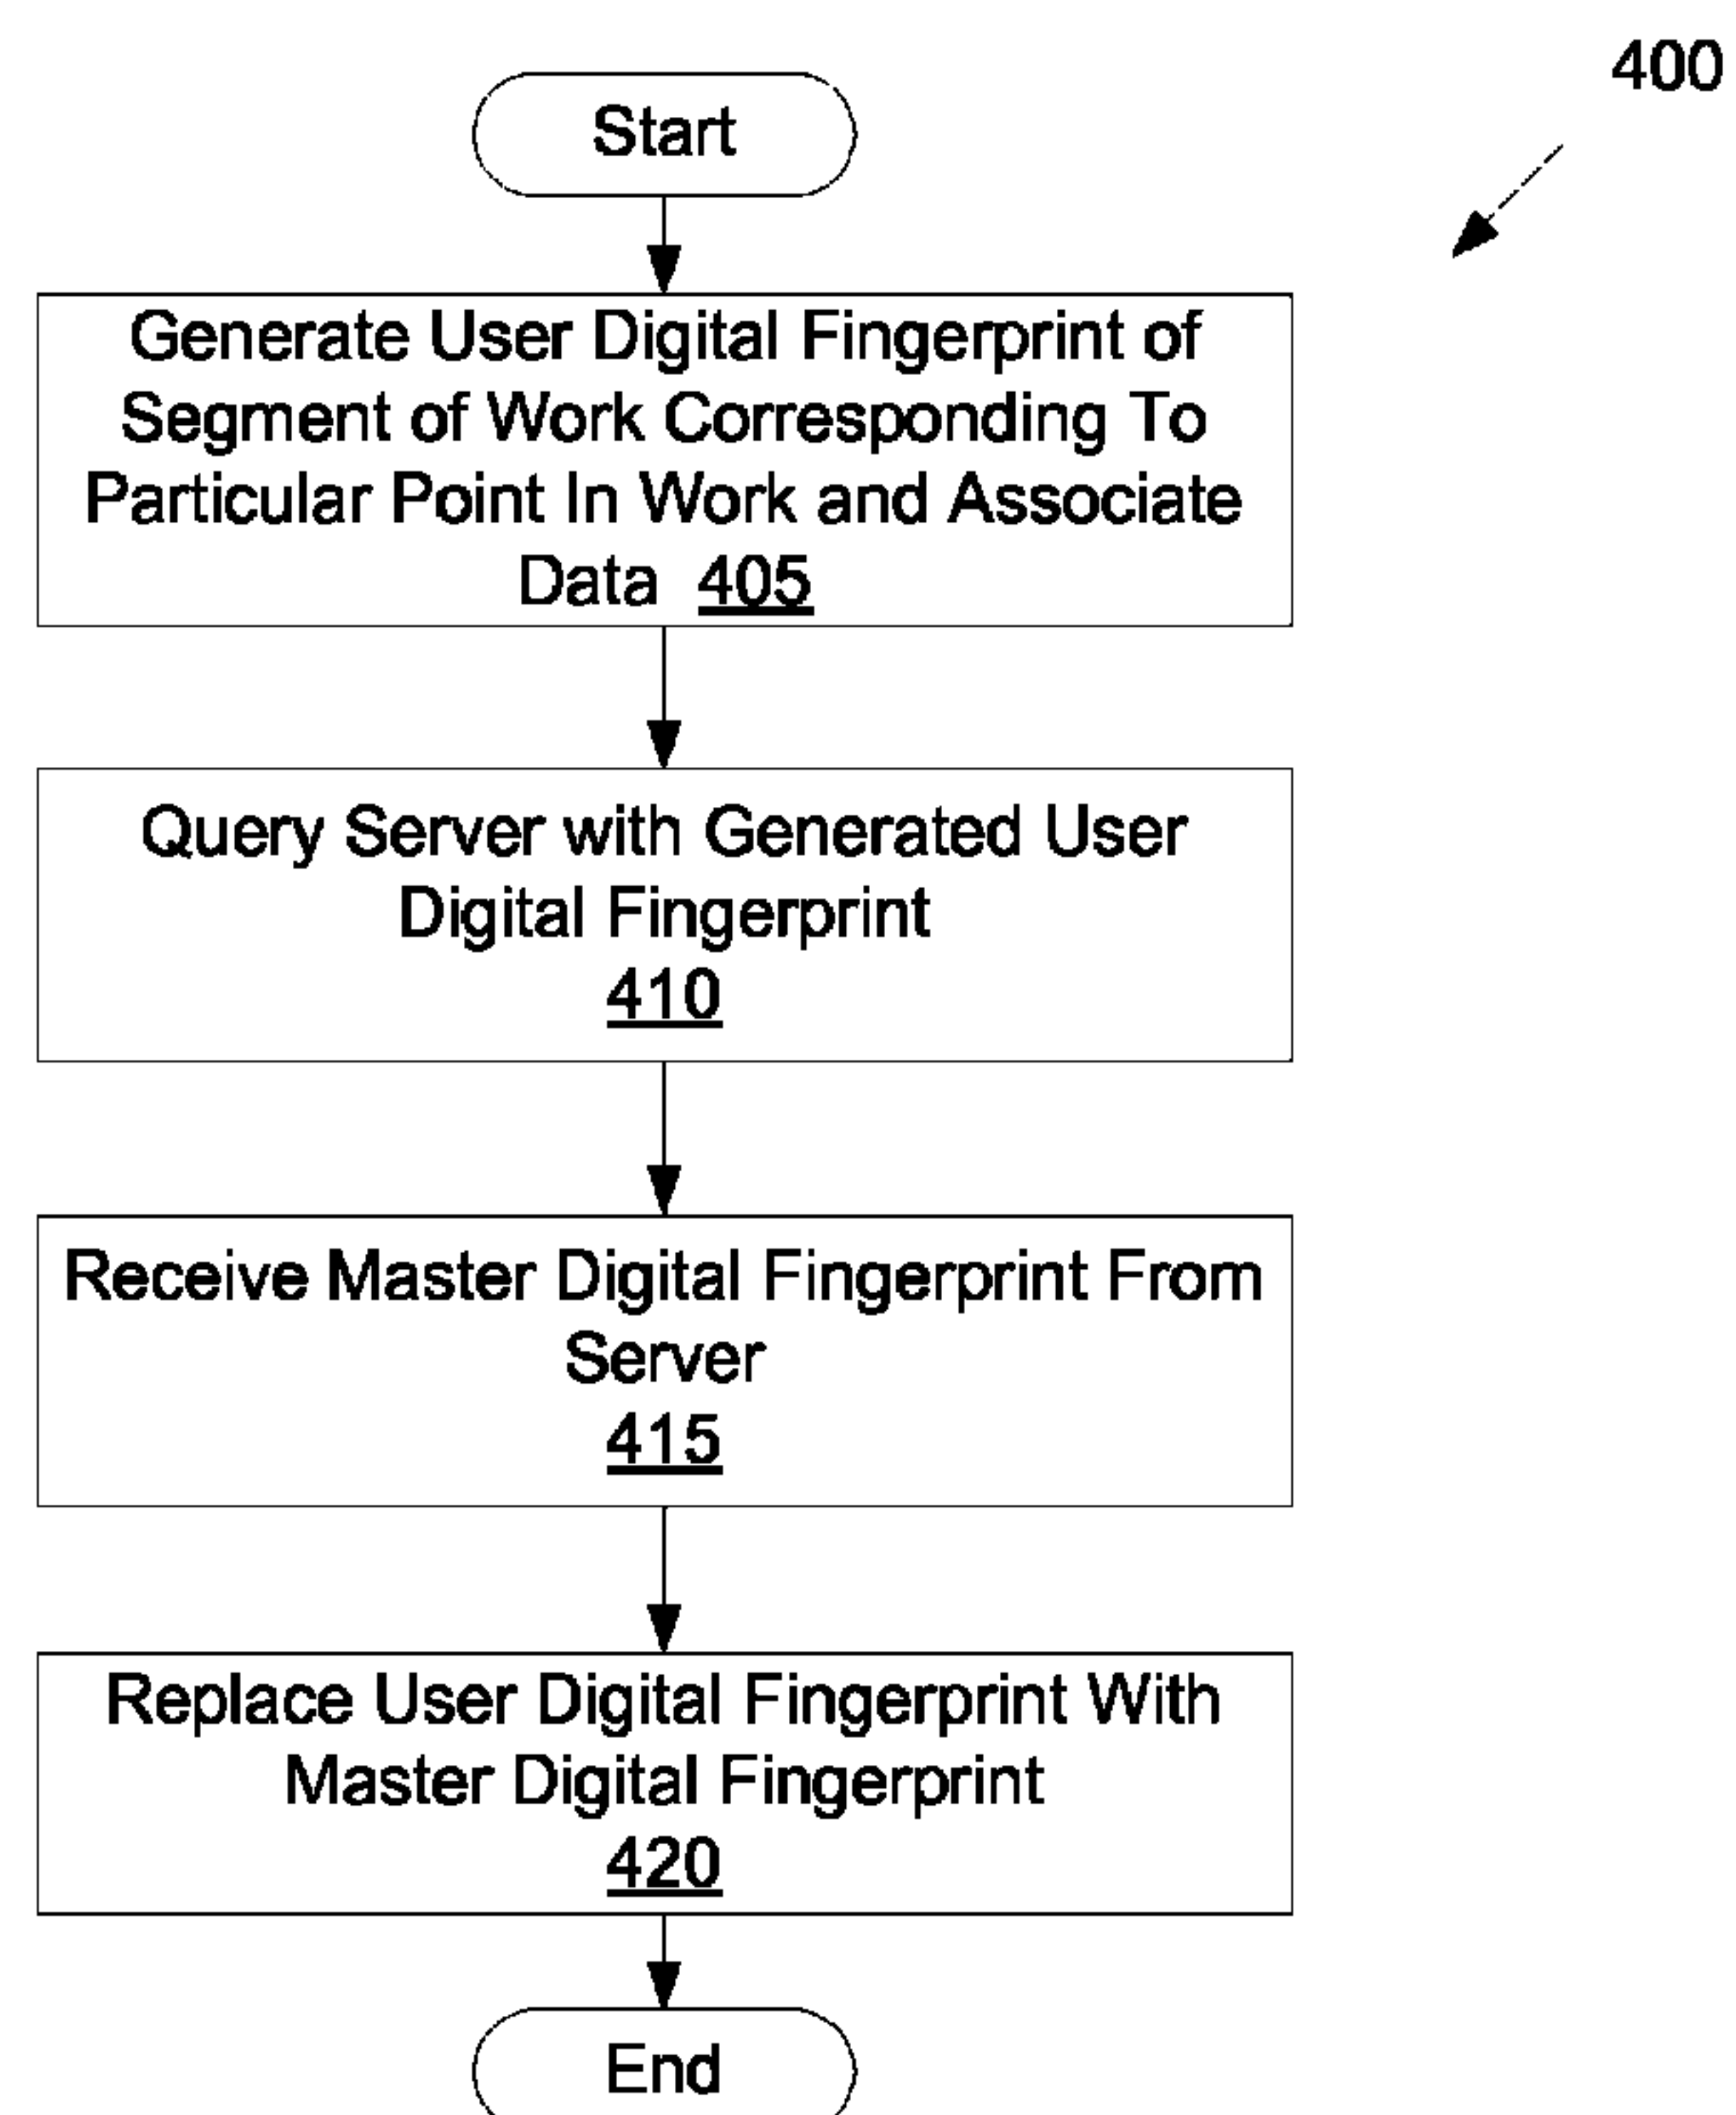 400
Start
Generate User Digital Fingerprint of
Segment of Work Corresponding To
Particular Point In Work and Associate
Data 405
Query Server with Generated User
Digital Fingerprint
410
Receive Master Digital Fingerprint From
Server
415
Replace User Digital Fingerprint With
Master Digital Fingerprint
420
End